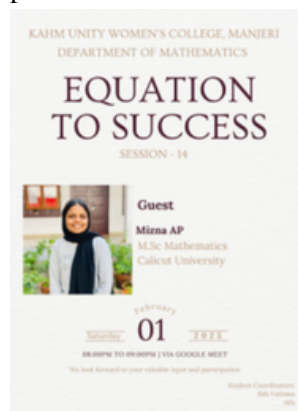 KAHM UNITY WOMEN'S COLLEGE, MANJERI
DEPARTMENT OF MATHEMATICS
EQUATION
TO SUCCESS
SESSION - 14
Guest
Mizna AP
M.Sc Mathematics
Calicut University
February
Saturday 01 2025
08:00PM TO 09:00PM | VIA GOOGLE MEET
We look forward to your valuable input and participation
Student Coordinators: